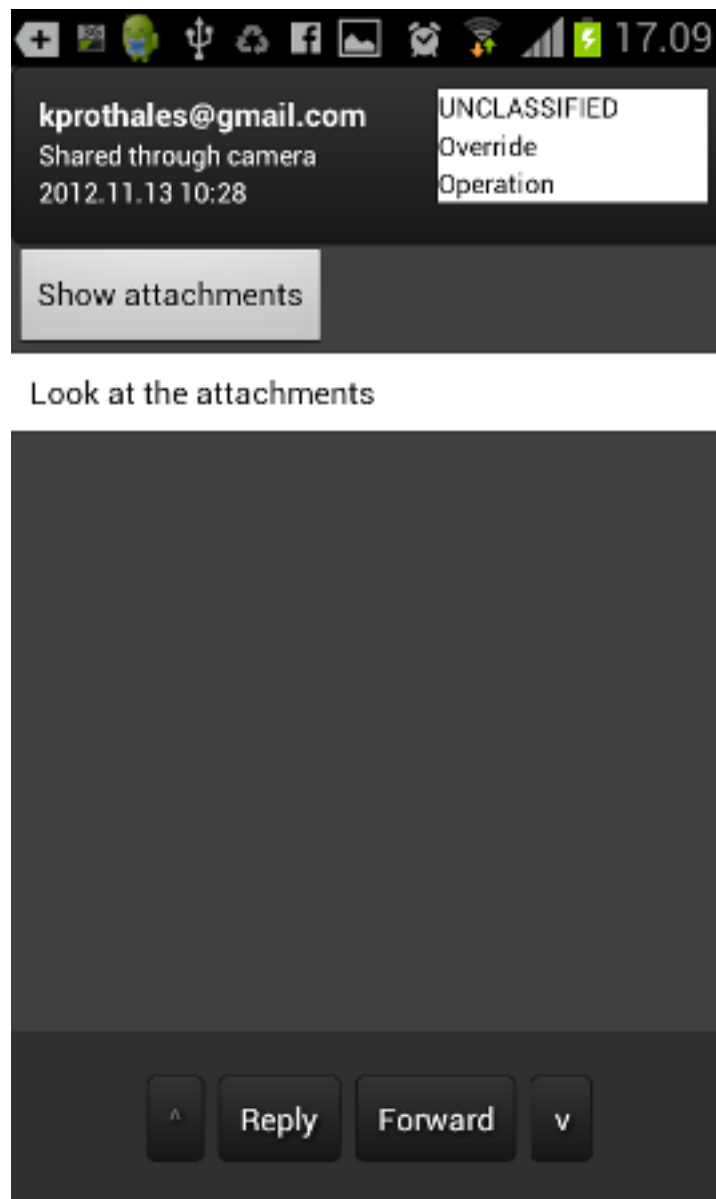 17.09
kprothales@gmail.com
Shared through camera
2012.11.13 10:28
UNCLASSIFIED
Override
Operation
Show attachments
Look at the attachments
^
Reply
Forward
v